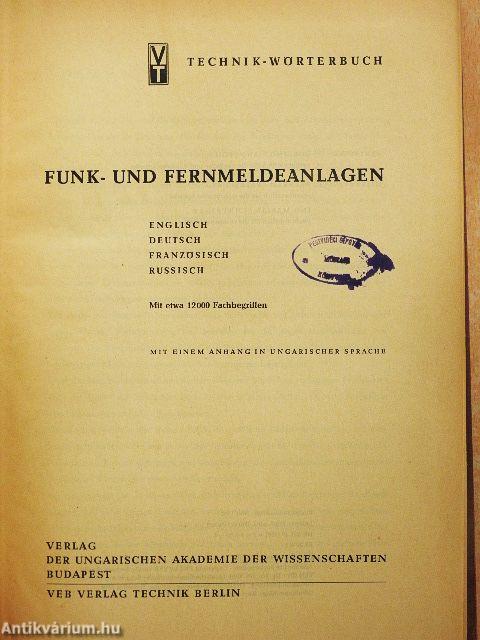 VT TECHNIK-WÖRTERBUCH
FUNK- UND FERNMELDEANLAGEN
ENGLISCH
DEUTSCH
FRANZÖSISCH
RUSSISCH
Mit etwa 12000 Fachbegriffen
MIT EINEM ANHANG IN UNGARISCHER SPRACHE
VERLAG
DER UNGARISCHEN AKADEMIE DER WISSENSCHAFTEN
BUDAPEST
VEB VERLAG TECHNIK BERLIN
Antikvárium.hu